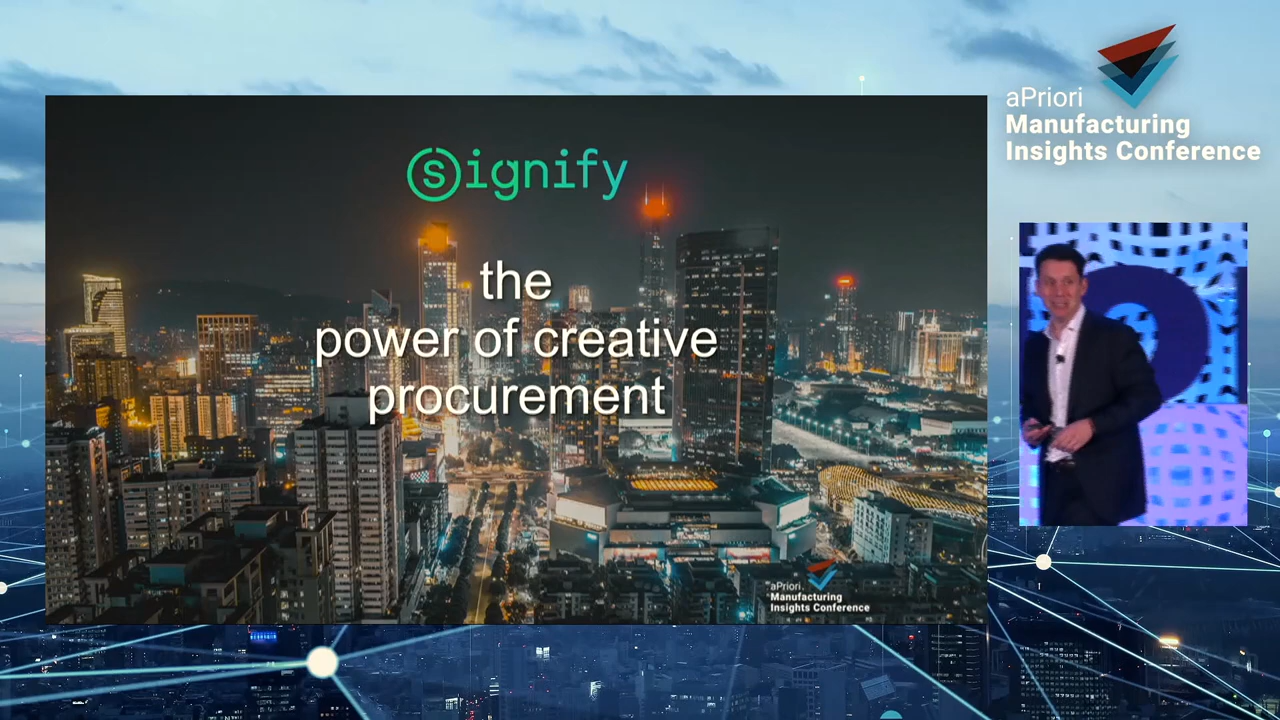 signify
the
power of creative
procurement
aPriori
Manufacturing
Insights Conference
aPriori
Manufacturing
Insights Conference